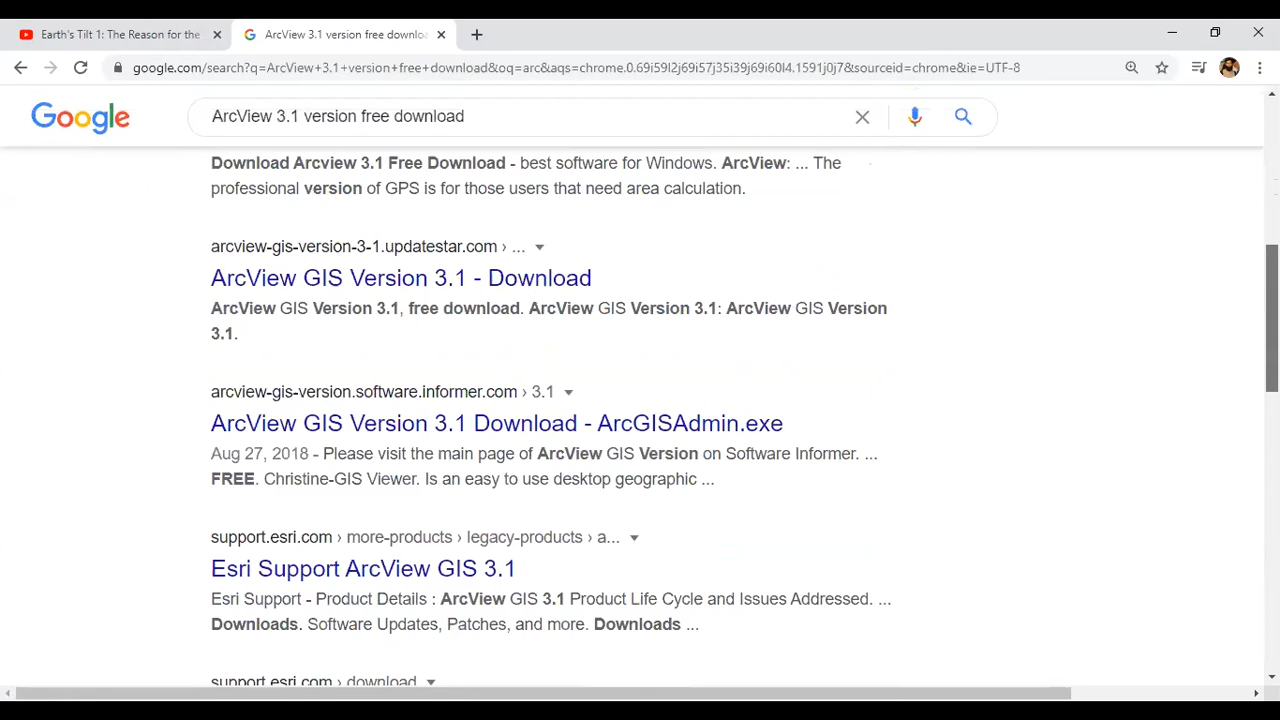 Earth's Tilt 1: The Reason for the
ArcView 3.1 version free downlo
google.com/search?q=ArcView+3.1+version+free+download&oq=arc&aqs=chrome.0.69i59l2j69i57j35i39j69i60l4.1591j0j7&sourceid=chrome&ie=UTF-8
Google
ArcView 3.1 version free download
Download Arcview 3.1 Free Download - best software for Windows. ArcView: ... The
professional version of GPS is for those users that need area calculation.
arcview-gis-version-3-1.updatestar.com › ...
ArcView GIS Version 3.1 - Download
ArcView GIS Version 3.1, free download. ArcView GIS Version 3.1: ArcView GIS Version
3.1.
arcview-gis-version.software.informer.com › 3.1
ArcView GIS Version 3.1 Download - ArcGISAdmin.exe
Aug 27, 2018 - Please visit the main page of ArcView GIS Version on Software Informer. ...
FREE. Christine-GIS Viewer. Is an easy to use desktop geographic ...
support.esri.com › more-products › legacy-products › a...
Esri Support ArcView GIS 3.1
Esri Support - Product Details : ArcView GIS 3.1 Product Life Cycle and Issues Addressed. ...
Downloads. Software Updates, Patches, and more. Downloads ...
support.esri.com › download